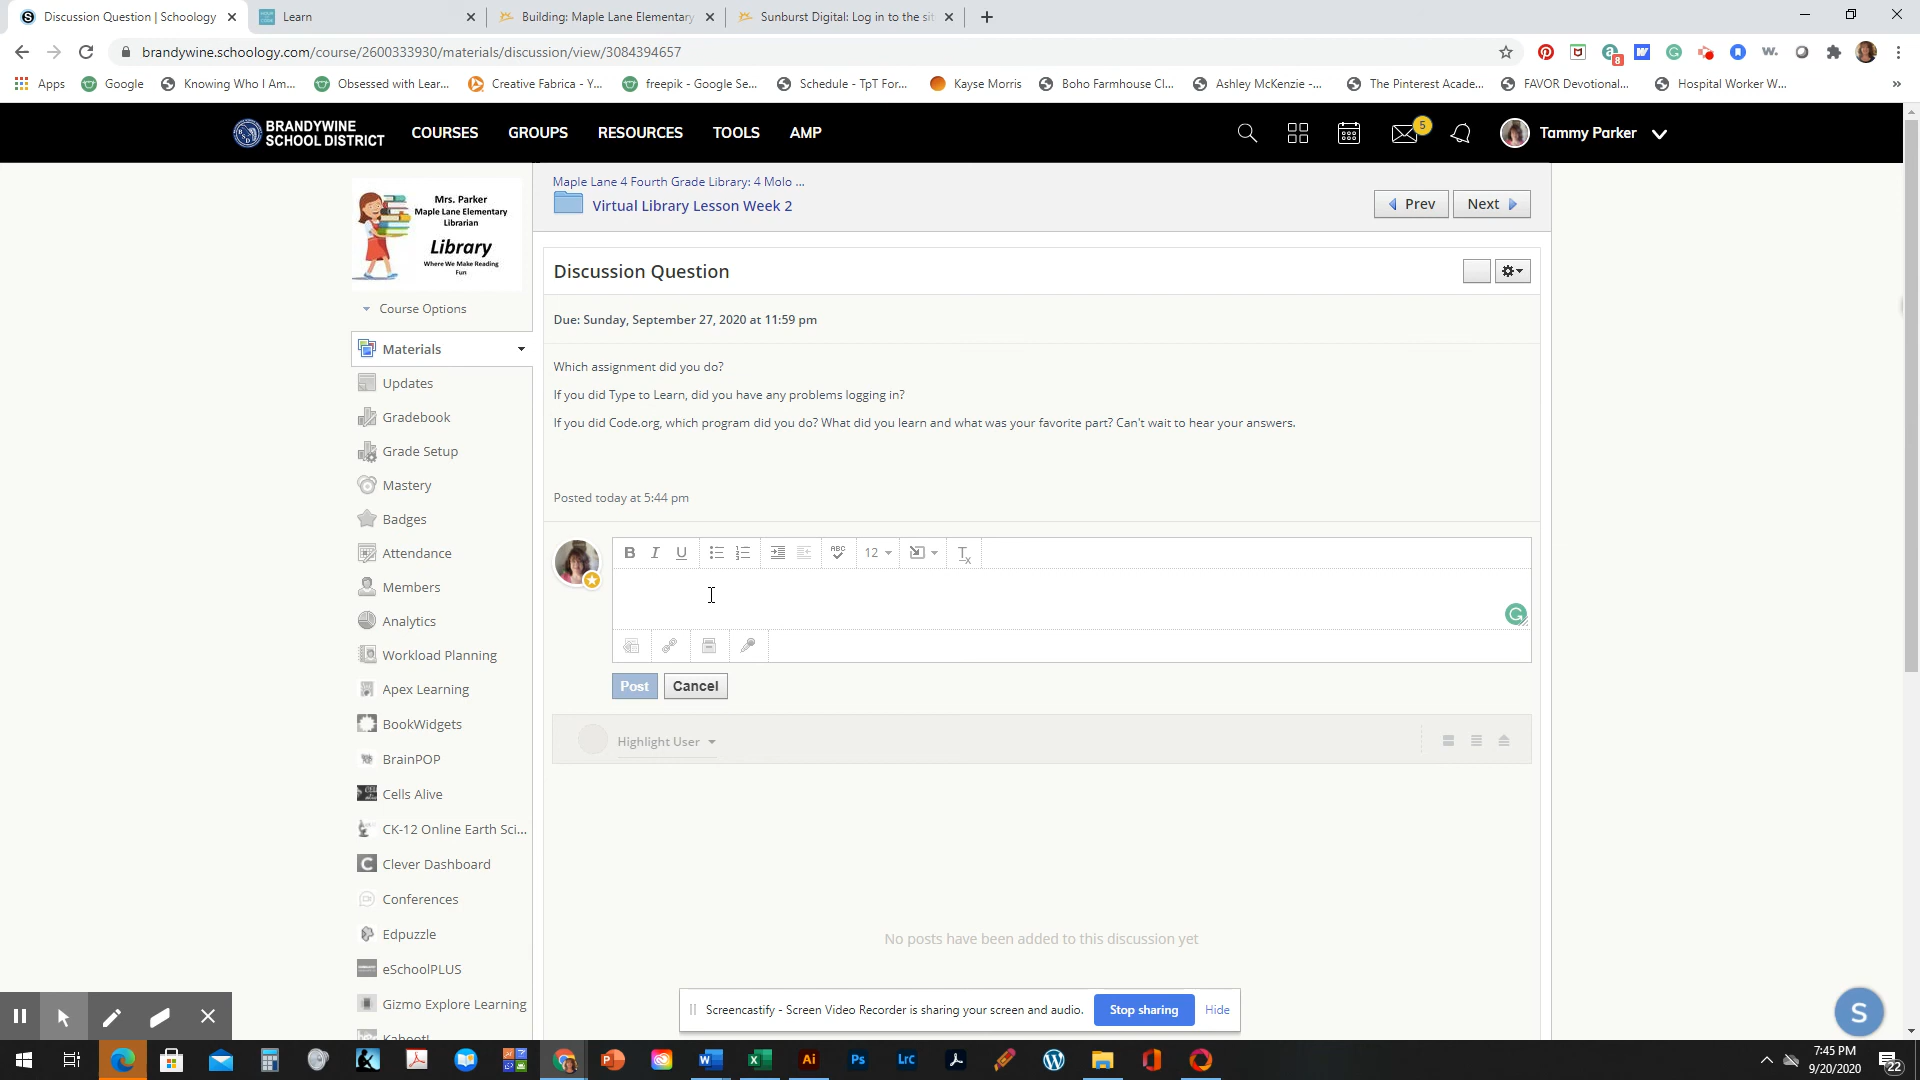 Discussion Question | Schoology
Learn
Building: Maple Lane Elementary
Sunburst Digital: Log in to the sit
brandywine.schoology.com/course/2600333930/materials/discussion/view/3084394657
8
Apps
Google
Knowing Who I Am...
Obsessed with Lear...
Creative Fabrica - Y...
freepik - Google Se...
Schedule - TpT For...
Kayse Morris
Boho Farmhouse Cl...
Ashley McKenzie -...
The Pinterest Acade...
FAVOR Devotional...
Hospital Worker W...
»
BRANDYWINE
SCHOOL DISTRICT
COURSES
GROUPS
RESOURCES
TOOLS
AMP
5
Tammy Parker
Mrs. Parker
Maple Lane Elementary
Librarian
Library
Where We Make Reading
Fun
Course Options
Materials
Updates
Gradebook
Grade Setup
Mastery
Badges
Attendance
Members
Analytics
Workload Planning
Apex Learning
BookWidgets
BrainPOP
Cells Alive
CK-12 Online Earth Sci...
Clever Dashboard
Conferences
Edpuzzle
eSchoolPLUS
Gizmo Explore Learning
Kahoot!
Maple Lane 4 Fourth Grade Library: 4 Molo ...
Virtual Library Lesson Week 2
Prev
Next
Discussion Question
Due: Sunday, September 27, 2020 at 11:59 pm
Which assignment did you do?
If you did Type to Learn, did you have any problems logging in?
If you did Code.org, which program did you do? What did you learn and what was your favorite part? Can't wait to hear your answers.
Posted today at 5:44 pm
B I U
ABC
12
Tx
Post
Cancel
Highlight User
No posts have been added to this discussion yet
Screencastify - Screen Video Recorder is sharing your screen and audio.
Stop sharing
Hide
S
Ai
Ps
Lrc
7:45 PM
9/20/2020
22